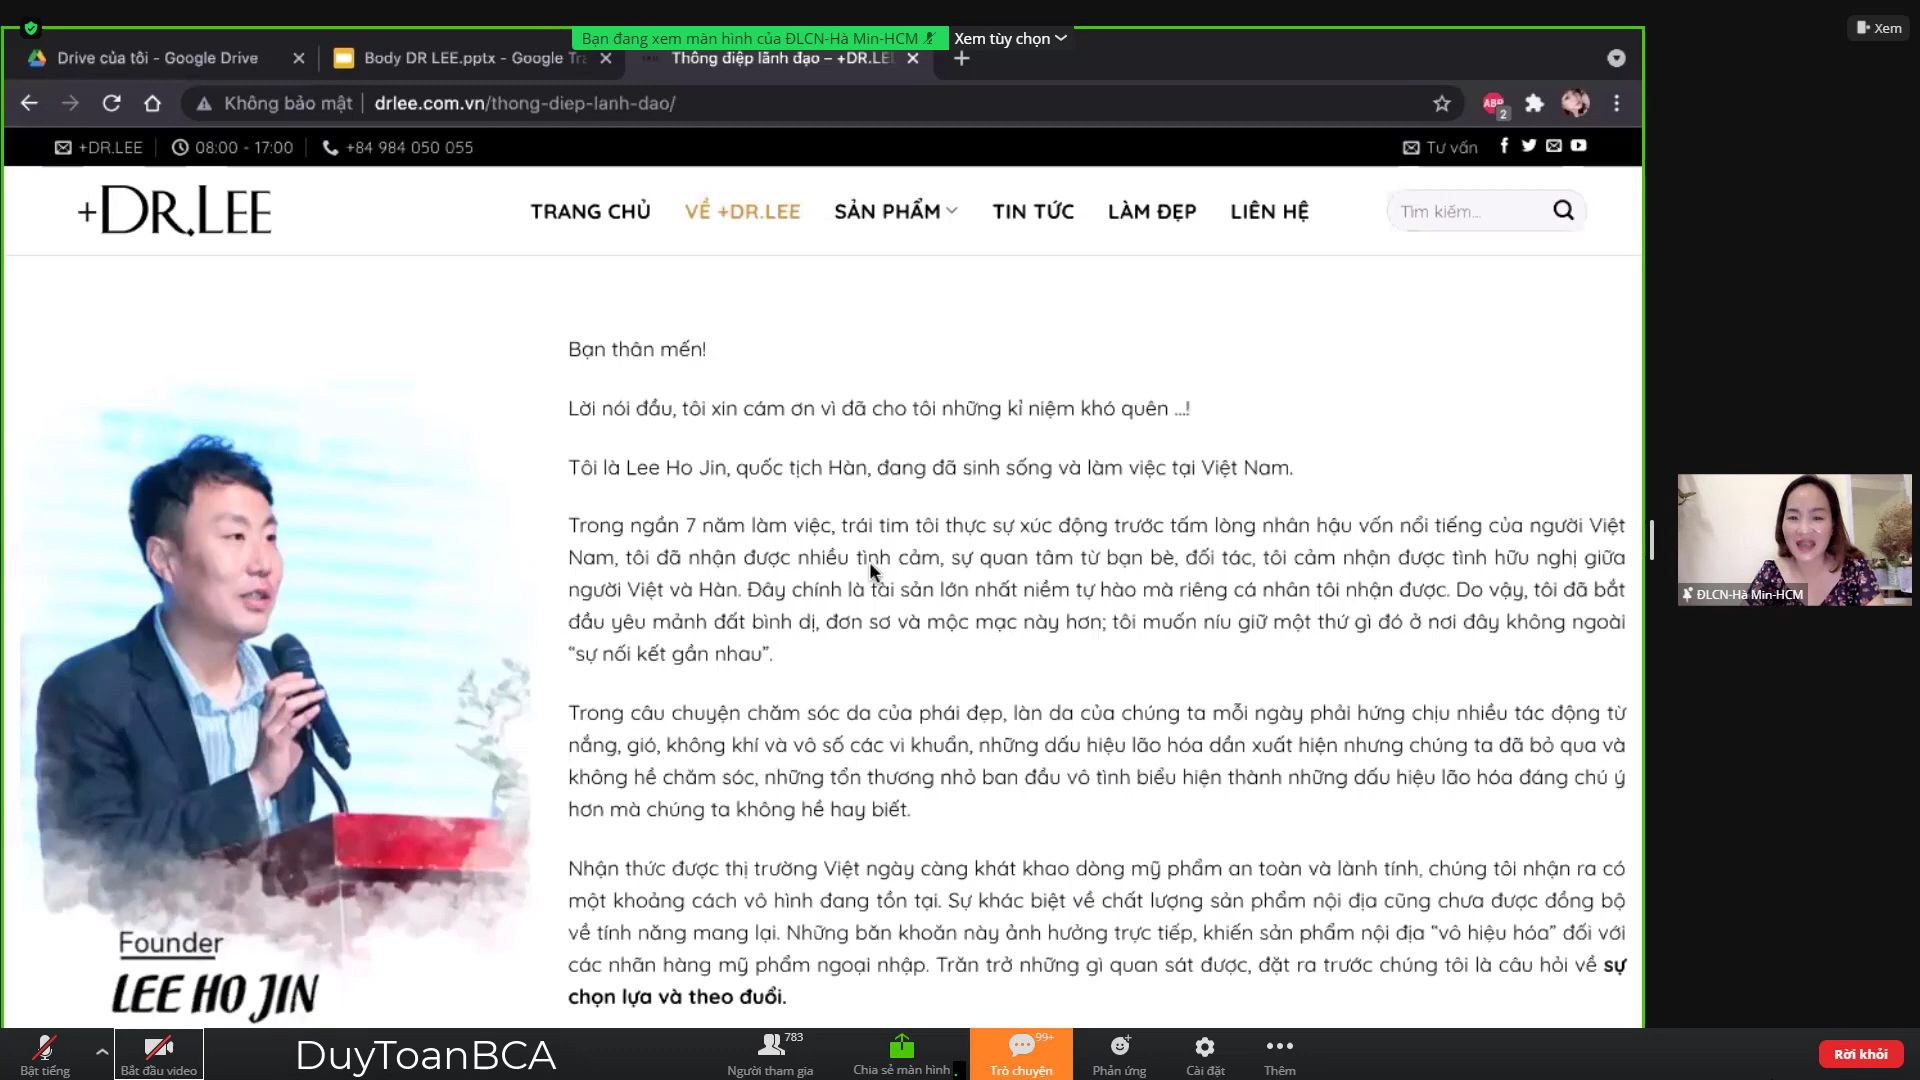 Bạn đang xem màn hình của ĐLCN-Hà Min-HCM
Xem tùy chọn
Xem
Drive của tôi - Google Drive
Body DR LEE.pptx - Google Tr
Thông điệp lãnh đạo – +DR.LEE
Không bảo mật
drlee.com.vn/thong-diep-lanh-dao/
ABP
2
+DR.LEE
08:00 - 17:00
+84 984 050 055
Tư vấn
+DR.LEE
TRANG CHỦ
VỀ +DR.LEE
SẢN PHẨM
TIN TỨC
LÀM ĐẸP
LIÊN HỆ
Tìm kiếm...
Bạn thân mến!
Lời nói đầu, tôi xin cám ơn vì đã cho tôi những kỉ niệm khó quên ...!
Tôi là Lee Ho Jin, quốc tịch Hàn, đang đã sinh sống và làm việc tại Việt Nam.
Trong ngần 7 năm làm việc, trái tim tôi thực sự xúc động trước tấm lòng nhân hậu vốn nổi tiếng của người Việt
Nam, tôi đã nhận được nhiều tình cảm, sự quan tâm từ bạn bè, đối tác, tôi cảm nhận được tình hữu nghị giữa
người Việt và Hàn. Đây chính là tài sản lớn nhất niềm tự hào mà riêng cá nhân tôi nhận được. Do vậy, tôi đã bắt
đầu yêu mảnh đất bình dị, đơn sơ và mộc mạc này hơn; tôi muốn níu giữ một thứ gì đó ở nơi đây không ngoài
“sự nối kết gần nhau”.
Trong câu chuyện chăm sóc da của phái đẹp, làn da của chúng ta mỗi ngày phải hứng chịu nhiều tác động từ
nắng, gió, không khí và vô số các vi khuẩn, những dấu hiệu lão hóa dần xuất hiện nhưng chúng ta đã bỏ qua và
không hề chăm sóc, những tổn thương nhỏ ban đầu vô tình biểu hiện thành những dấu hiệu lão hóa đáng chú ý
hơn mà chúng ta không hề hay biết.
Nhận thức được thị trường Việt ngày càng khát khao dòng mỹ phẩm an toàn và lành tính, chúng tôi nhận ra có
một khoảng cách vô hình đang tồn tại. Sự khác biệt về chất lượng sản phẩm nội địa cũng chưa được đồng bộ
về tính năng mang lại. Những băn khoăn này ảnh hưởng trực tiếp, khiến sản phẩm nội địa “vô hiệu hóa” đối với
các nhãn hàng mỹ phẩm ngoại nhập. Trăn trở những gì quan sát được, đặt ra trước chúng tôi là câu hỏi về sự
chọn lựa và theo đuổi.
Founder
LEE HO JIN
ĐLCN-Hà Min-HCM
Bật tiếng
Bắt đầu video
DuyToanBCA
783
Người tham gia
Chia sẻ màn hình
99+
Trò chuyện
Phản ứng
Cài đặt
Thêm
Rời khỏi